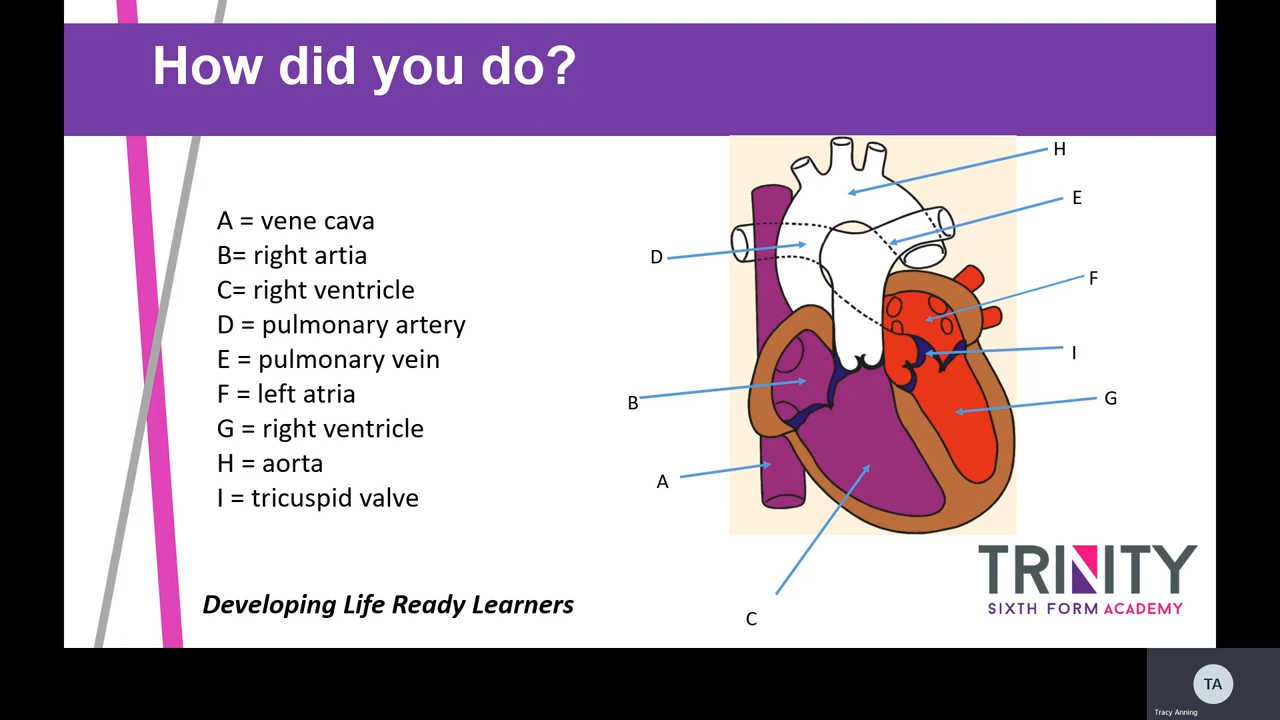 How did you do?
A = vene cava
B= right artia
C= right ventricle
D = pulmonary artery
E = pulmonary vein
F = left atria
G = right ventricle
H = aorta
I = tricuspid valve
H
E
D
F
I
B
G
A
C
Developing Life Ready Learners
TRINITY
SIXTH FORM ACADEMY
TA
Tracy Anning